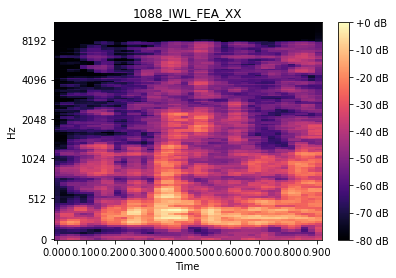 1088_IWL_FEA_XX
+0 dB
8192
-10 dB
4096
-20 dB
-30 dB
Hz
2048
-40 dB
1024
-50 dB
-60 dB
512
-70 dB
0
-80 dB
0.000 0.100 0.200 0.300 0.400 0.500 0.600 0.700 0.800 0.900
Time